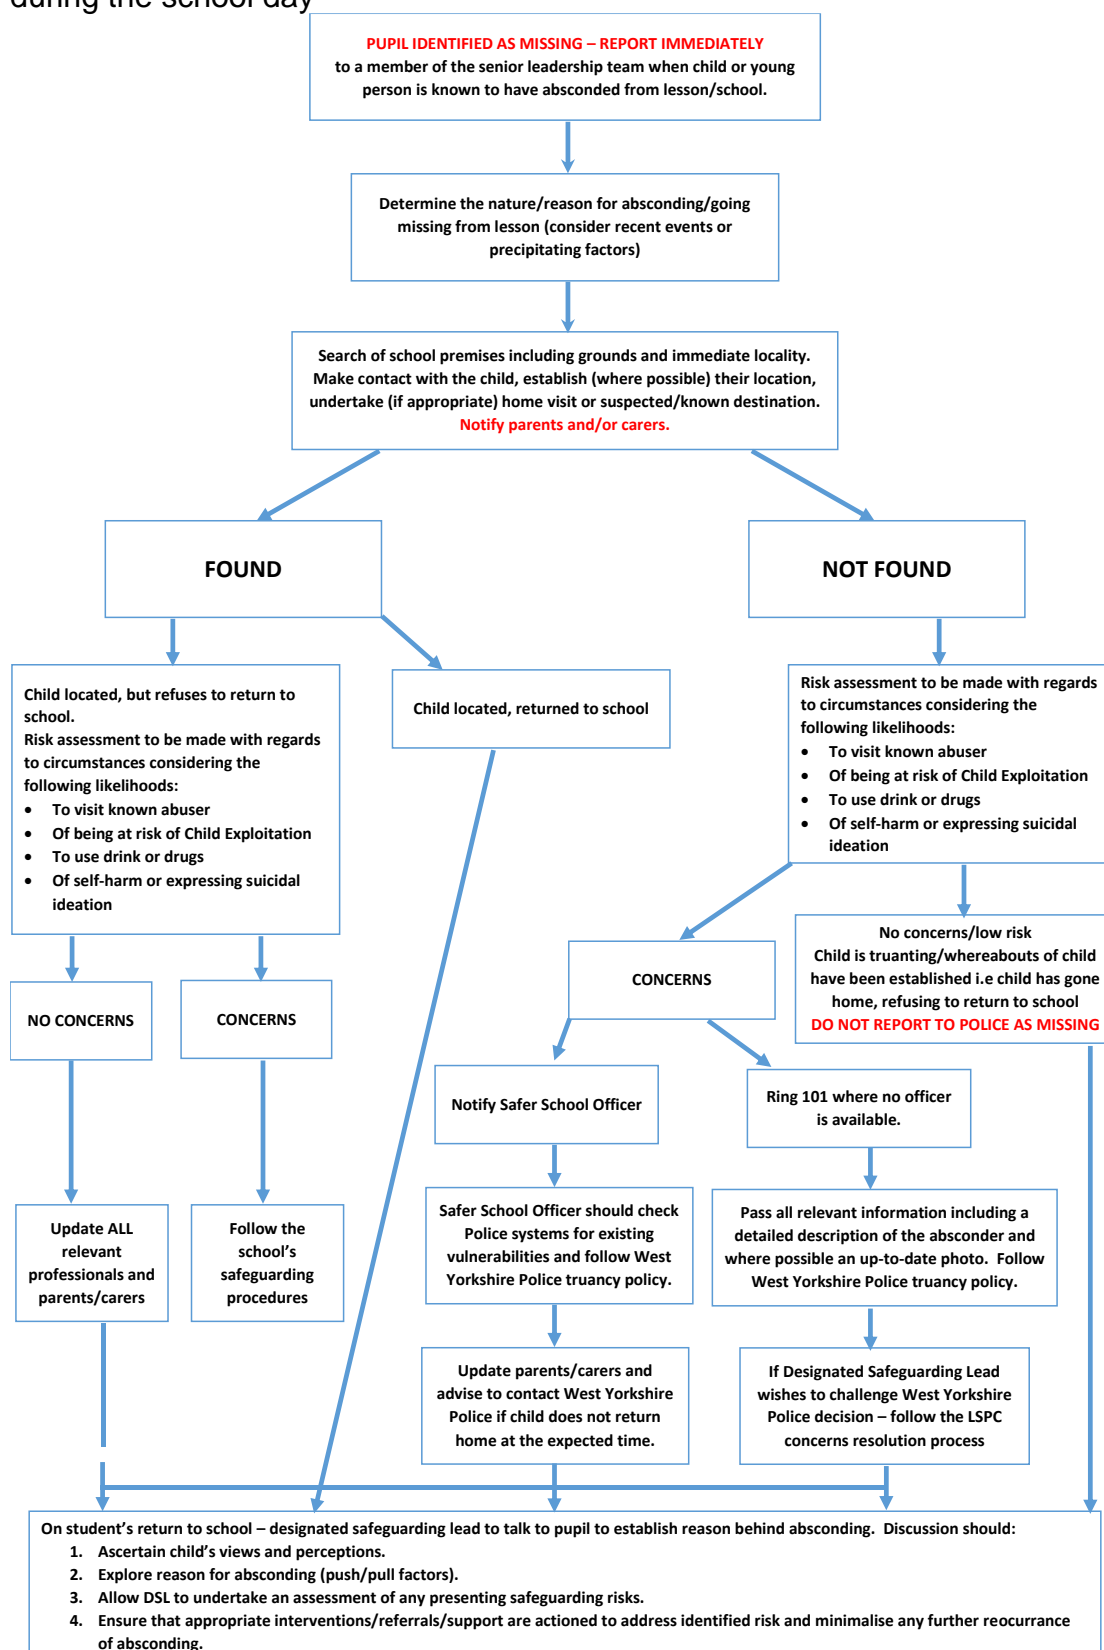 during the school day
PUPIL IDENTIFIED AS MISSING – REPORT IMMEDIATELY
to a member of the senior leadership team when child or young
person is known to have absconded from lesson/school.
Determine the nature/reason for absconding/going
missing from lesson (consider recent events or
precipitating factors)
Search of school premises including grounds and immediate locality.
Make contact with the child, establish (where possible) their location,
undertake (if appropriate) home visit or suspected/known destination.
Notify parents and/or carers.
FOUND
NOT FOUND
Child located, but refuses to return to
school.
Risk assessment to be made with regards
to circumstances considering the
following likelihoods:
• To visit known abuser
• Of being at risk of Child Exploitation
• To use drink or drugs
• Of self-harm or expressing suicidal
ideation
Child located, returned to school
Risk assessment to be made with regards
to circumstances considering the
following likelihoods:
• To visit known abuser
• Of being at risk of Child Exploitation
• To use drink or drugs
• Of self-harm or expressing suicidal
ideation
NO CONCERNS
CONCERNS
CONCERNS
No concerns/low risk
Child is truanting/whereabouts of child
have been established i.e child has gone
home, refusing to return to school
DO NOT REPORT TO POLICE AS MISSING
Notify Safer School Officer
Ring 101 where no officer
is available.
Update ALL
relevant
professionals and
parents/carers
Follow the
school's
safeguarding
procedures
Safer School Officer should check
Police systems for existing
vulnerabilities and follow West
Yorkshire Police truancy policy.
Pass all relevant information including a
detailed description of the absconder and
where possible an up-to-date photo.  Follow
West Yorkshire Police truancy policy.
Update parents/carers and
advise to contact West Yorkshire
Police if child does not return
home at the expected time.
If Designated Safeguarding Lead
wishes to challenge West Yorkshire
Police decision – follow the LSPC
concerns resolution process
On student's return to school – designated safeguarding lead to talk to pupil to establish reason behind absconding.  Discussion should:
1. Ascertain child's views and perceptions.
2. Explore reason for absconding (push/pull factors).
3. Allow DSL to undertake an assessment of any presenting safeguarding risks.
4. Ensure that appropriate interventions/referrals/support are actioned to address identified risk and minimalise any further reocurrance
of absconding.